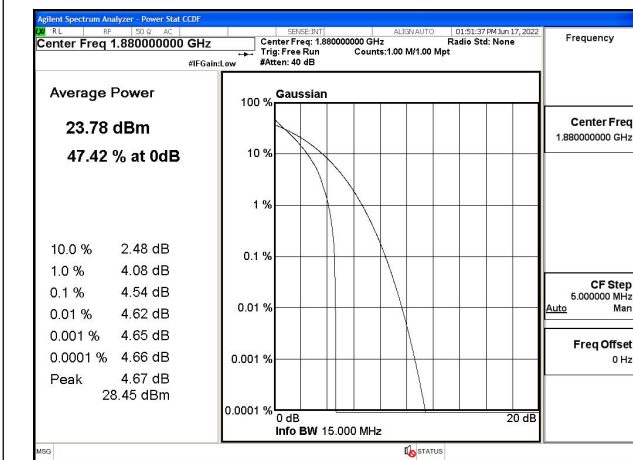 Agilent Spectrum Analyzer - Power Stat CCDF
LXI RL RF 50 Ω AC SENSE:INT ALIGN AUTO 01:51:37 PM Jun 17, 2022
Center Freq 1.880000000 GHz
Center Freq: 1.880000000 GHz Radio Std: None
Trig: Free Run Counts:1.00 M/1.00 Mpt
#IFGain:Low #Atten: 40 dB
Frequency
Average Power
23.78 dBm
47.42 % at 0dB
10.0 % 2.48 dB
1.0 % 4.08 dB
0.1 % 4.54 dB
0.01 % 4.62 dB
0.001 % 4.65 dB
0.0001 % 4.66 dB
Peak 4.67 dB
28.45 dBm
Gaussian
100 %
10 %
1 %
0.1 %
0.01 %
0.001 %
0.0001 %
0 dB 20 dB
Info BW 15.000 MHz
Center Freq
1.880000000 GHz
CF Step
5.000000 MHz
Auto Man
Freq Offset
0 Hz
MSG STATUS